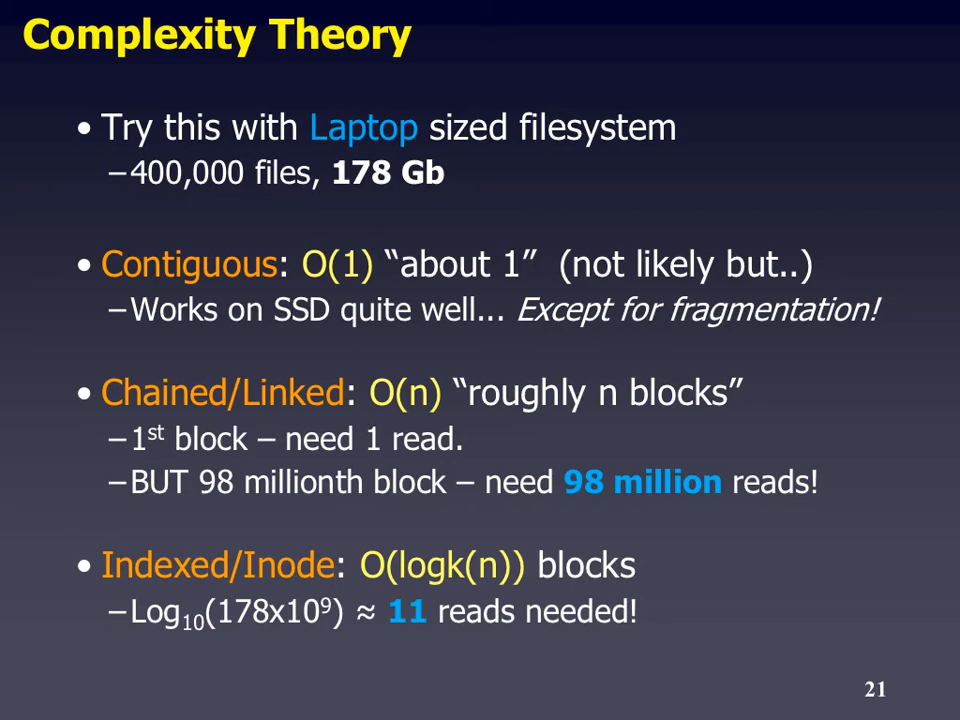 Complexity Theory
• Try this with Laptop sized filesystem
–400,000 files, 178 Gb
• Contiguous: O(1) “about 1” (not likely but..)
–Works on SSD quite well... Except for fragmentation!
• Chained/Linked: O(n) “roughly n blocks”
–1st block – need 1 read.
–BUT 98 millionth block – need 98 million reads!
• Indexed/Inode: O(logk(n)) blocks
–Log10(178x10⁹) ≈ 11 reads needed!
21